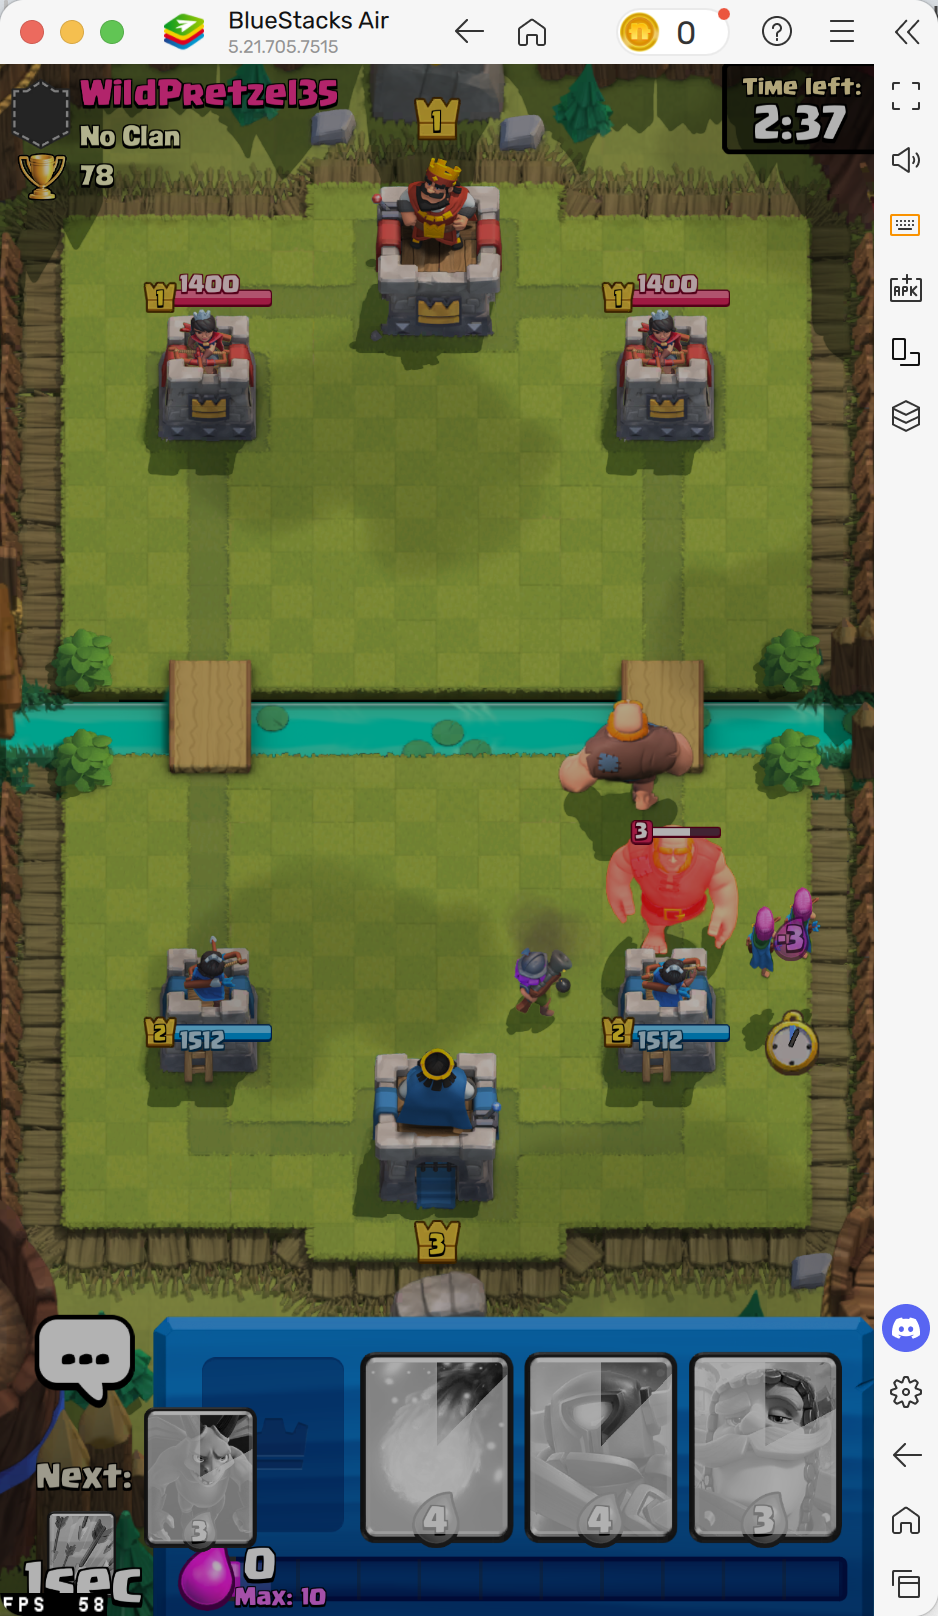 BlueStacks Air
5.21.705.7515
0
WildPretzel35
No Clan
78
Time left:
2:37
1
1400
1
1400
1
APK
3
-3
2
1512
2
1512
3
...
Next:
3
4
4
3
1sec
0
Max: 10
FPS 58